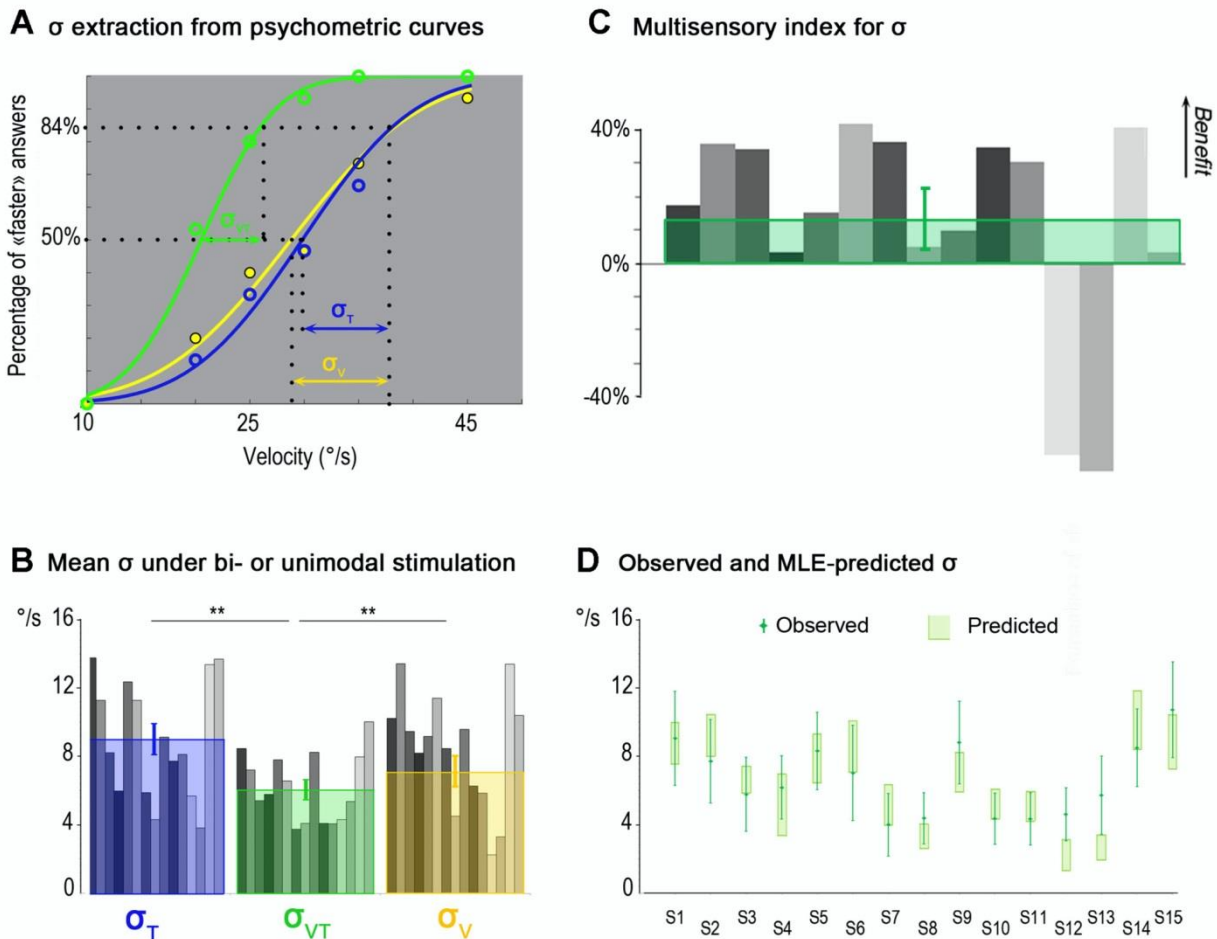 A σ extraction from psychometric curves
Percentage of «faster» answers
84%
50%
σVT
σT
σV
10
25
45
Velocity (°/s)
C Multisensory index for σ
40%
0%
-40%
Benefit
B Mean σ under bi- or unimodal stimulation
°/s
16
12
8
4
0
**
**
σT
σVT
σV
D Observed and MLE-predicted σ
°/s
16
12
8
4
0
Observed
Predicted
S1
S2
S3
S4
S5
S6
S7
S8
S9
S10
S11
S12
S13
S14
S15